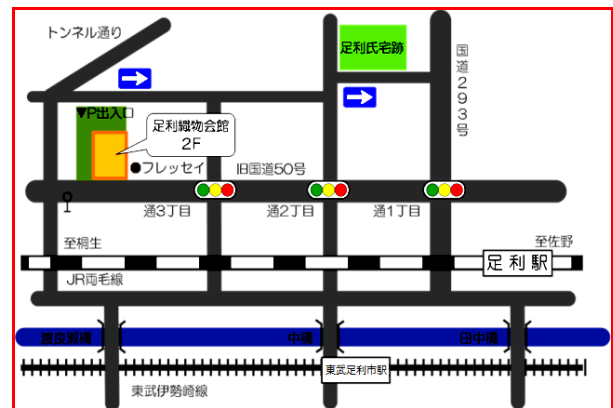 トンネル通り
足利氏宅跡
国道293号
▼P出入口
足利織物会館
2F
●フレッセイ
旧国道50号
通3丁目
通2丁目
通1丁目
至桐生
至佐野
足利駅
JR両毛線
渡良瀬橋
中橋
田中橋
東武足利市駅
東武伊勢崎線